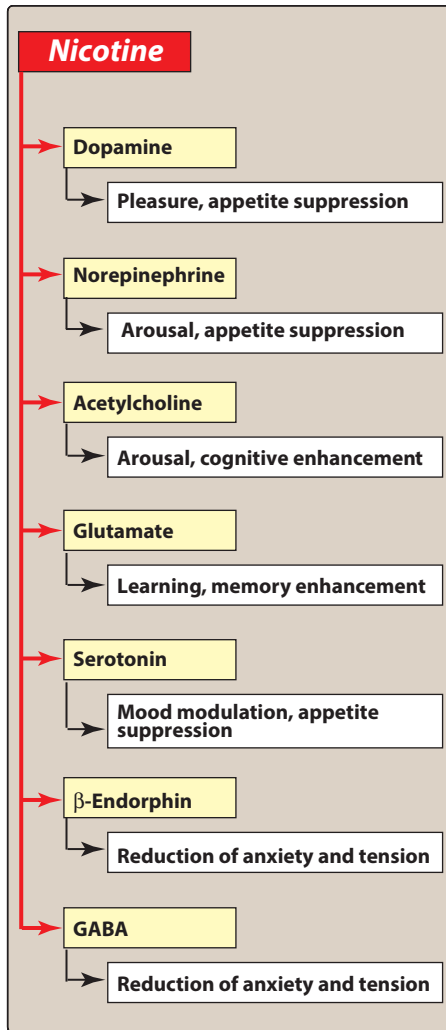 Nicotine
Dopamine
Pleasure, appetite suppression
Norepinephrine
Arousal, appetite suppression
Acetylcholine
Arousal, cognitive enhancement
Glutamate
Learning, memory enhancement
Serotonin
Mood modulation, appetite
suppression
β-Endorphin
Reduction of anxiety and tension
GABA
Reduction of anxiety and tension